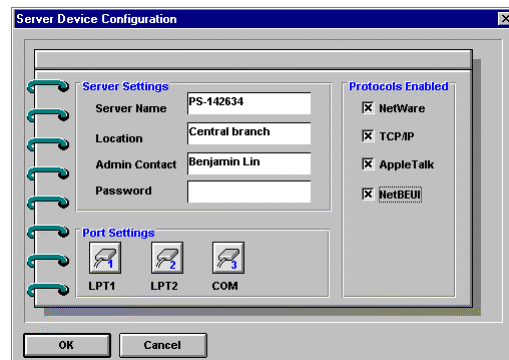 Server Device Configuration
Server Settings
Server Name PS-142634
Location Central branch
Admin Contact Benjamin Lin
Password
Protocols Enabled
NetWare
TCP/IP
AppleTalk
NetBEUI
Port Settings
1 2 3
LPT1 LPT2 COM
OK Cancel